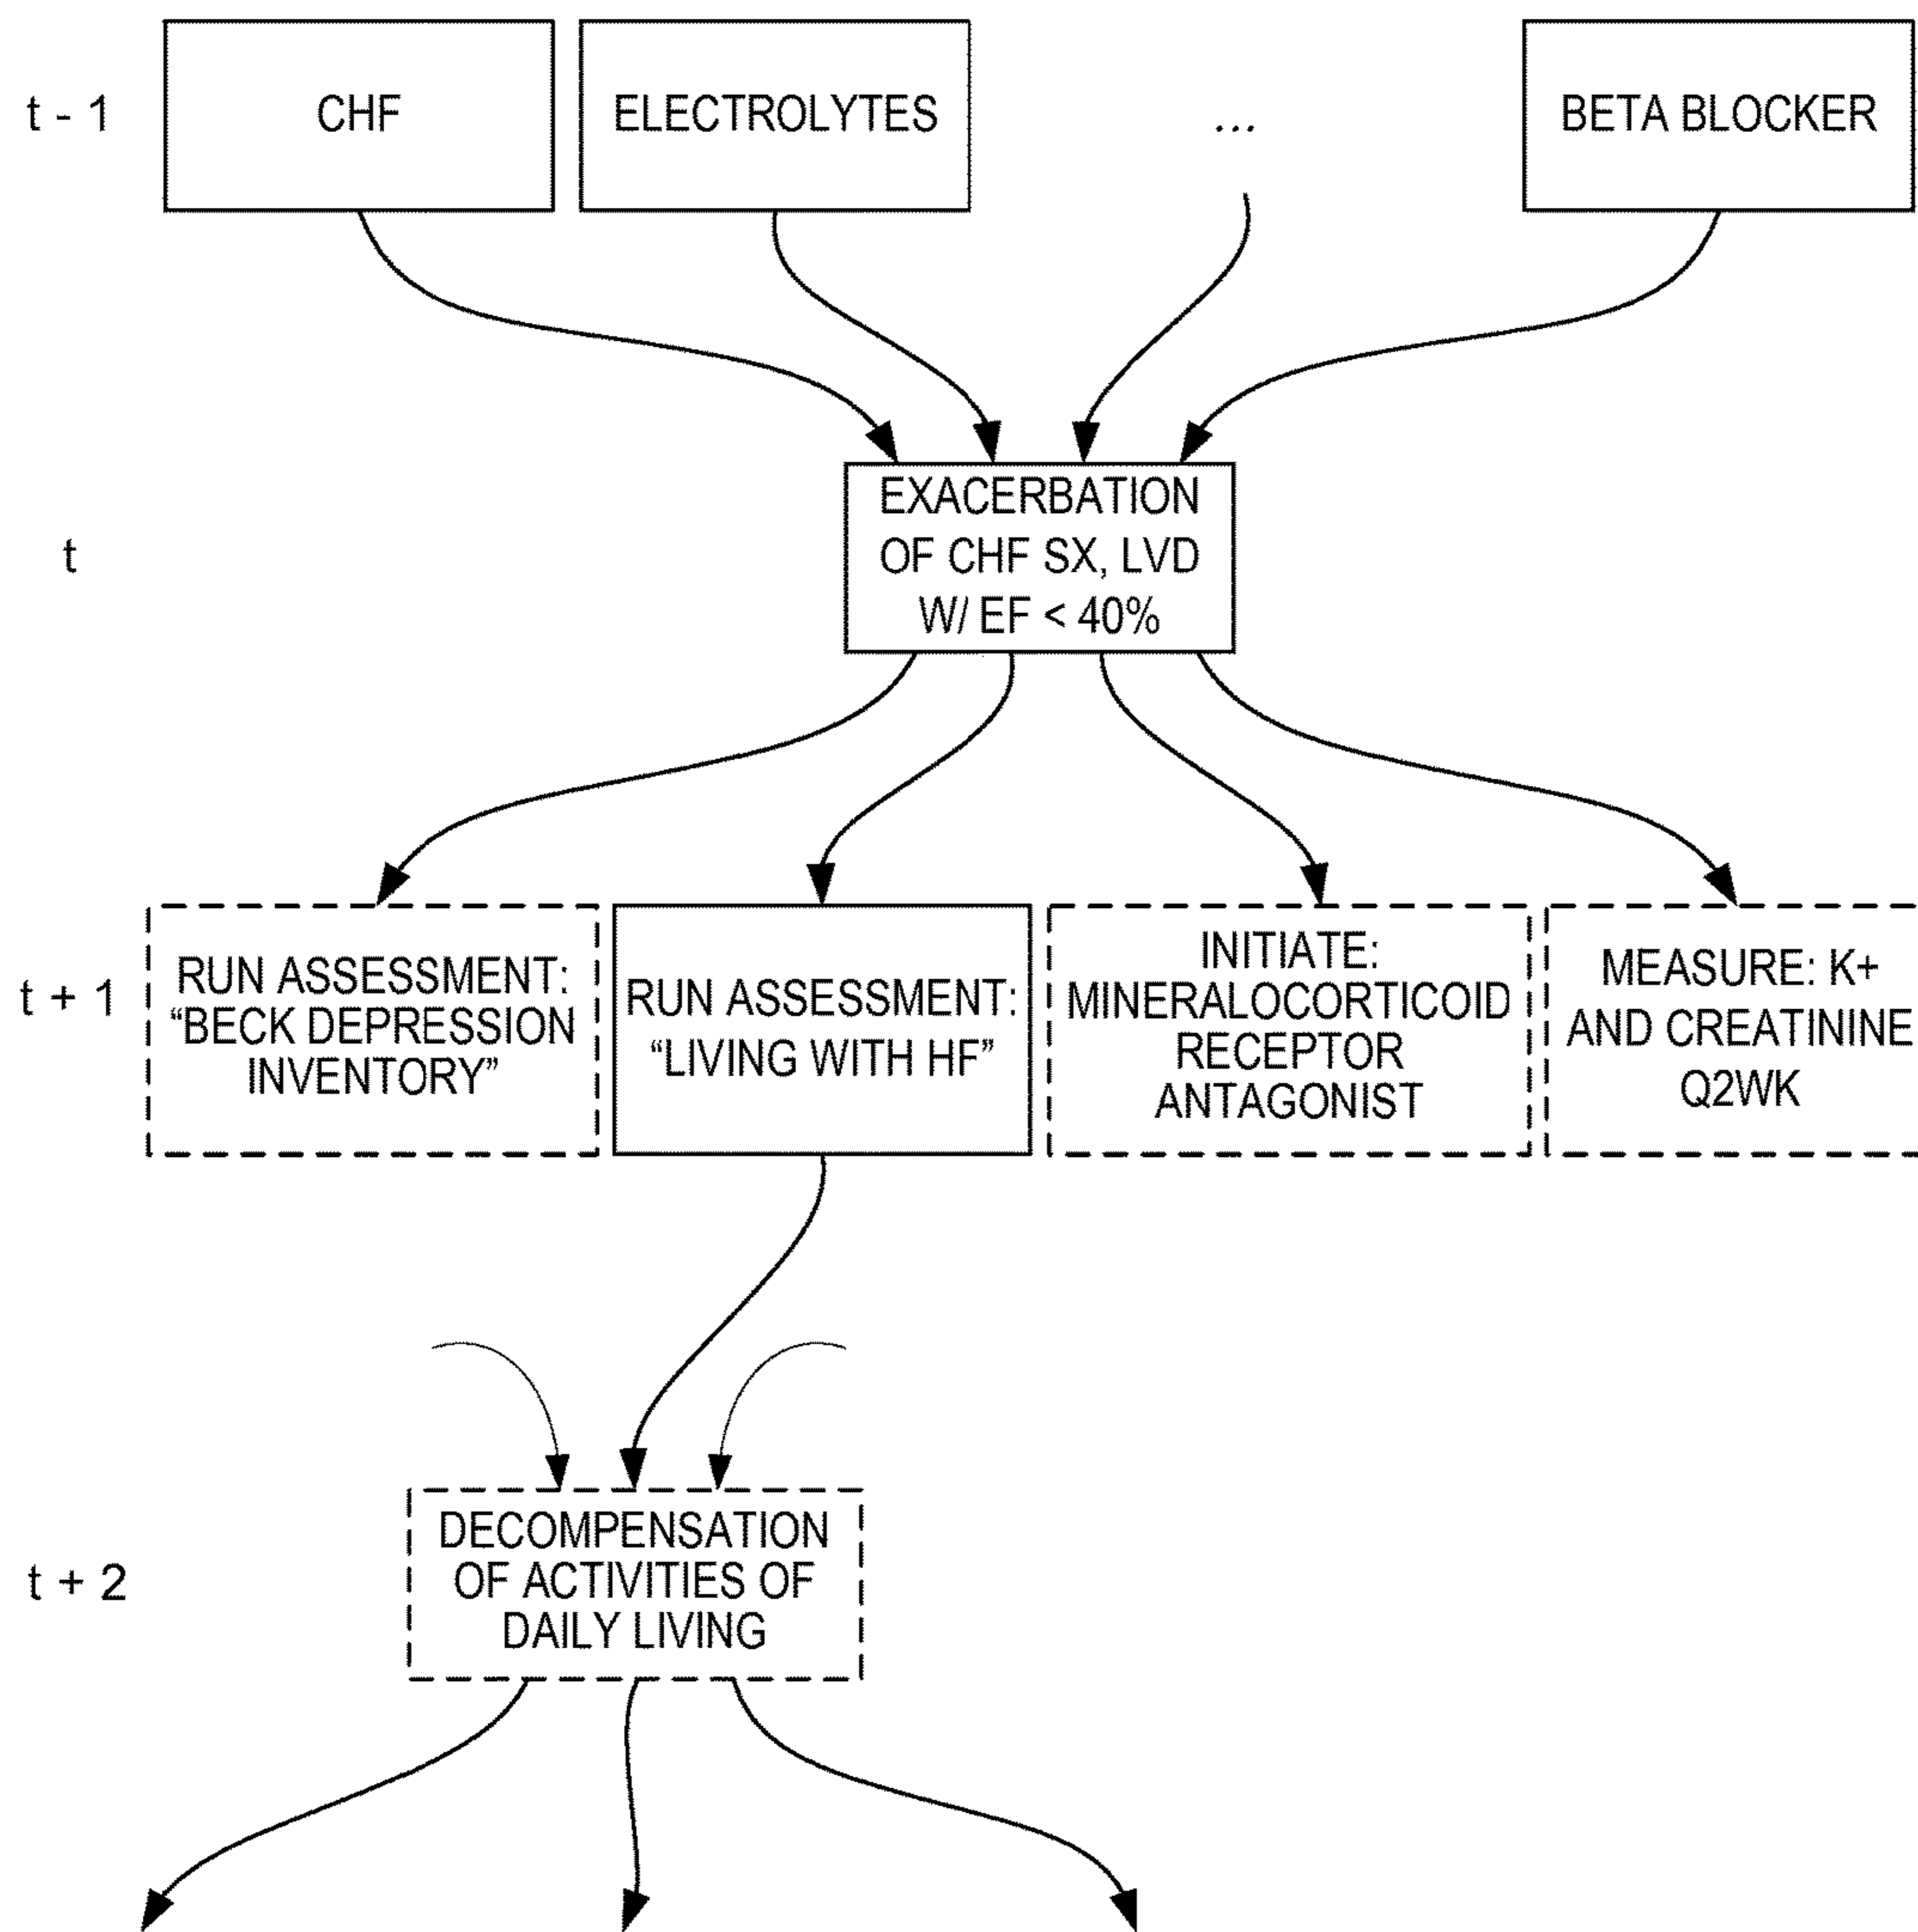 t - 1
CHF
ELECTROLYTES
...
BETA BLOCKER
t
EXACERBATION
OF CHF SX, LVD
W/ EF < 40%
t + 1
RUN ASSESSMENT:
“BECK DEPRESSION
INVENTORY”
RUN ASSESSMENT:
“LIVING WITH HF”
INITIATE:
MINERALOCORTICOID
RECEPTOR
ANTAGONIST
MEASURE: K+
AND CREATININE
Q2WK
t + 2
DECOMPENSATION
OF ACTIVITIES OF
DAILY LIVING